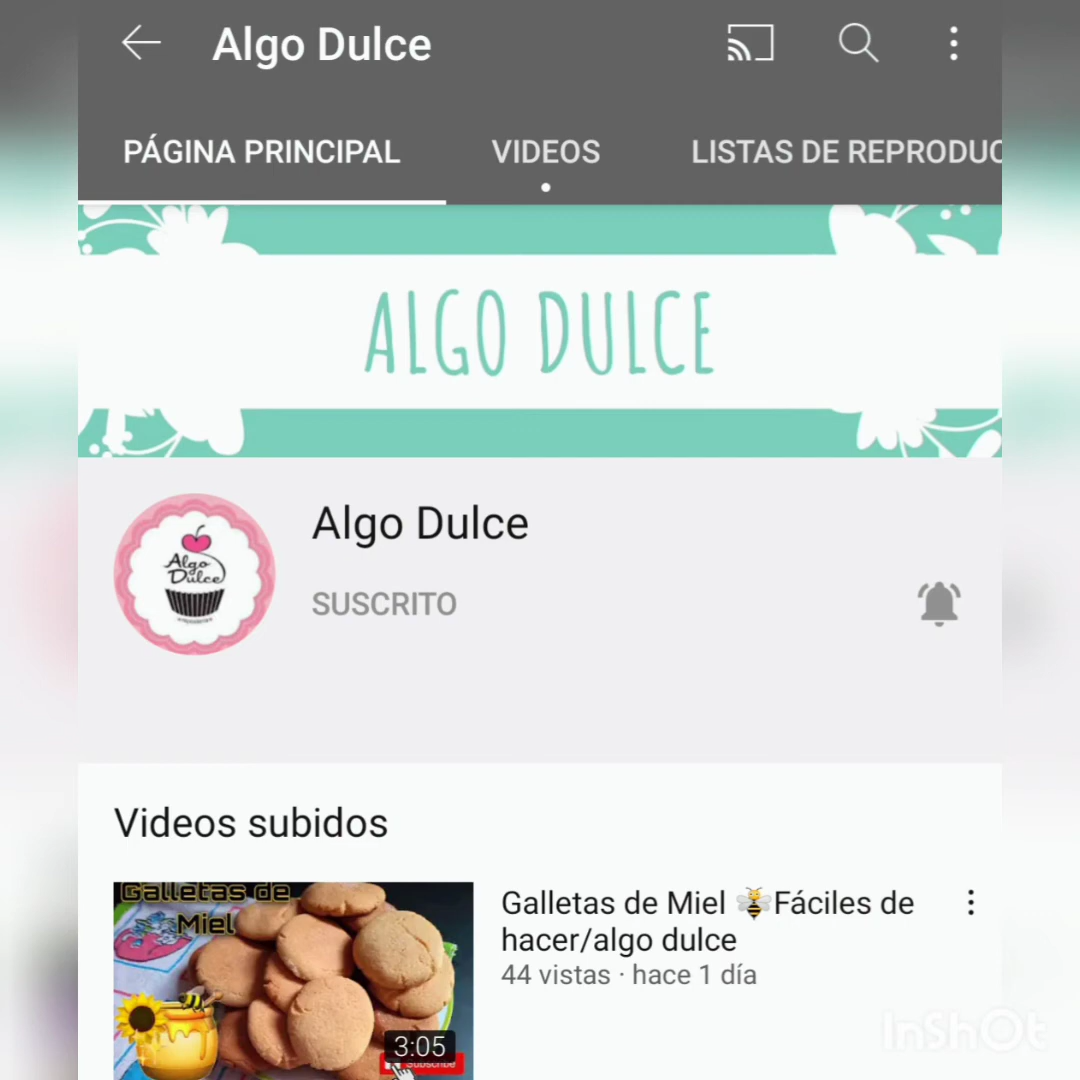 Algo Dulce
PÁGINA PRINCIPAL VIDEOS LISTAS DE REPRODUC
ALGO DULCE
Algo
Dulce
Algo Dulce
SUSCRITO
Videos subidos
Galletas de
Miel
3:05
Subscribe
Galletas de Miel 🐝Fáciles de
hacer/algo dulce
44 vistas · hace 1 día
InShOt